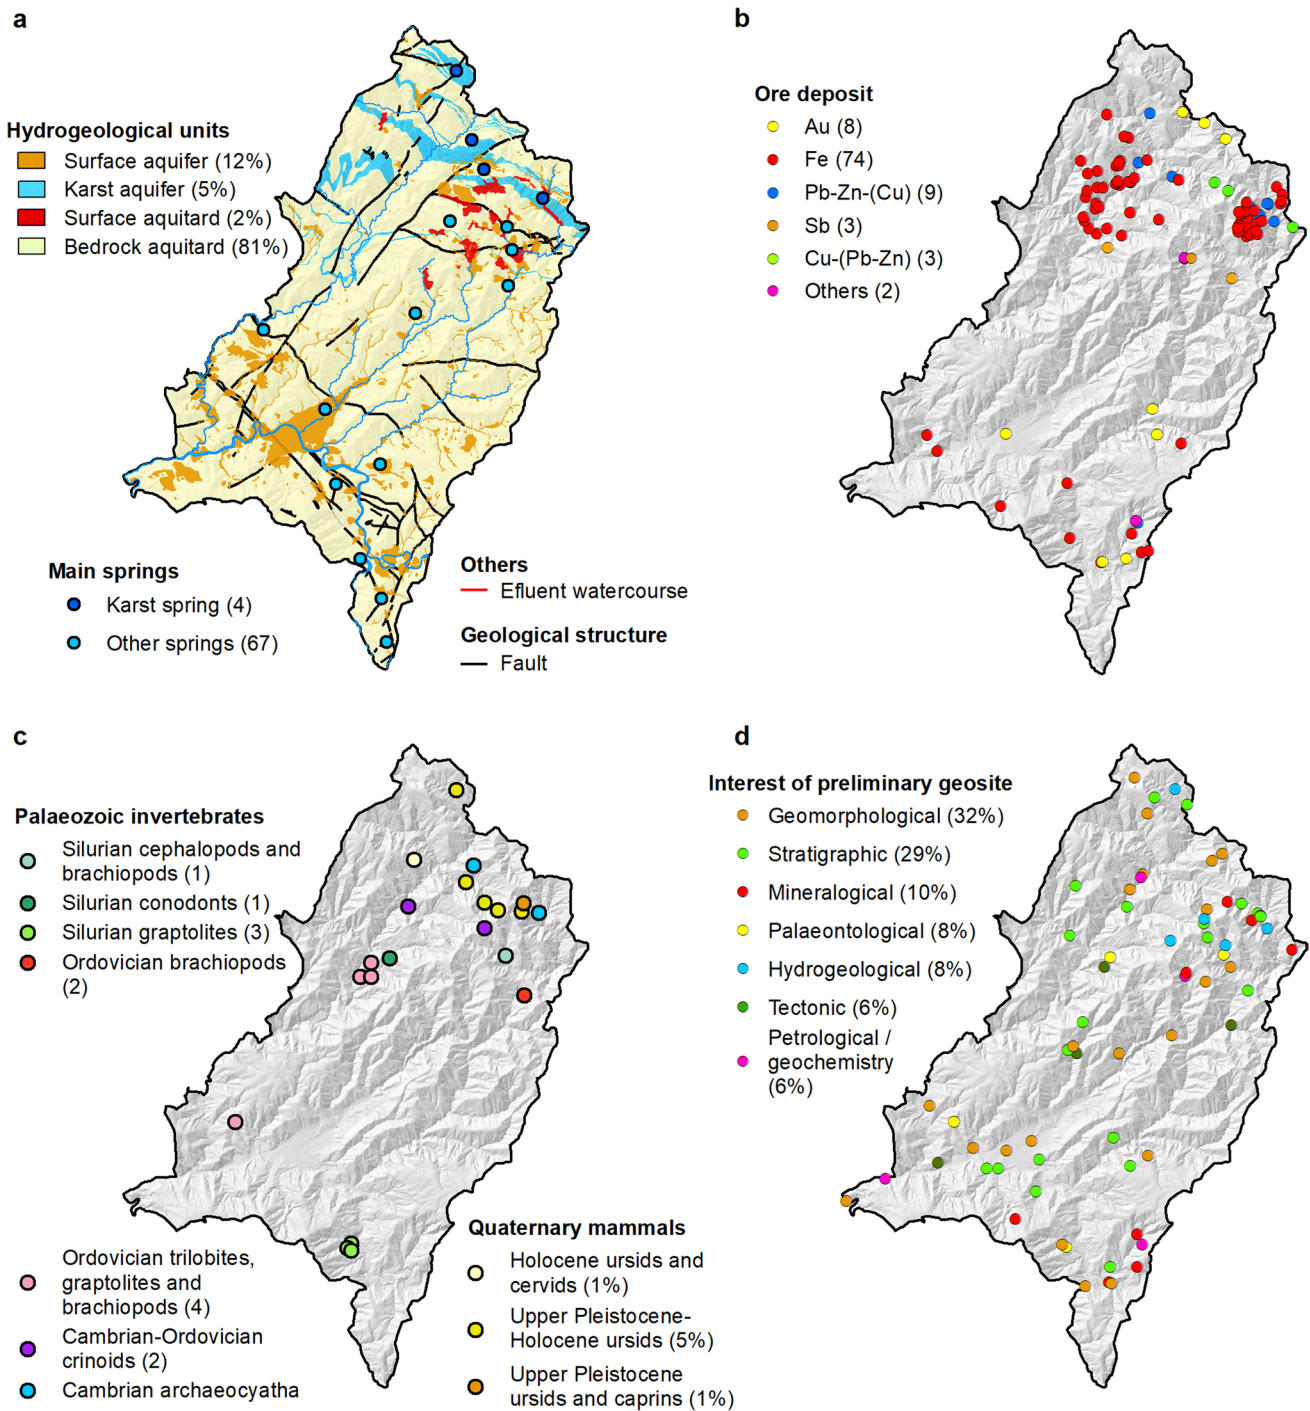 a
Hydrogeological units
Surface aquifer (12%)
Karst aquifer (5%)
Surface aquitard (2%)
Bedrock aquitard (81%)
Main springs
Karst spring (4)
Other springs (67)
Others
Efluent watercourse
Geological structure
Fault
b
Ore deposit
Au (8)
Fe (74)
Pb-Zn-(Cu) (9)
Sb (3)
Cu-(Pb-Zn) (3)
Others (2)
c
Palaeozoic invertebrates
Silurian cephalopods and
brachiopods (1)
Silurian conodonts (1)
Silurian graptolites (3)
Ordovician brachiopods
(2)
Ordovician trilobites,
graptolites and
brachiopods (4)
Cambrian-Ordovician
crinoids (2)
Cambrian archaeocyatha
Quaternary mammals
Holocene ursids and
cervids (1%)
Upper Pleistocene-
Holocene ursids (5%)
Upper Pleistocene
ursids and caprins (1%)
d
Interest of preliminary geosite
Geomorphological (32%)
Stratigraphic (29%)
Mineralogical (10%)
Palaeontological (8%)
Hydrogeological (8%)
Tectonic (6%)
Petrological /
geochemistry
(6%)